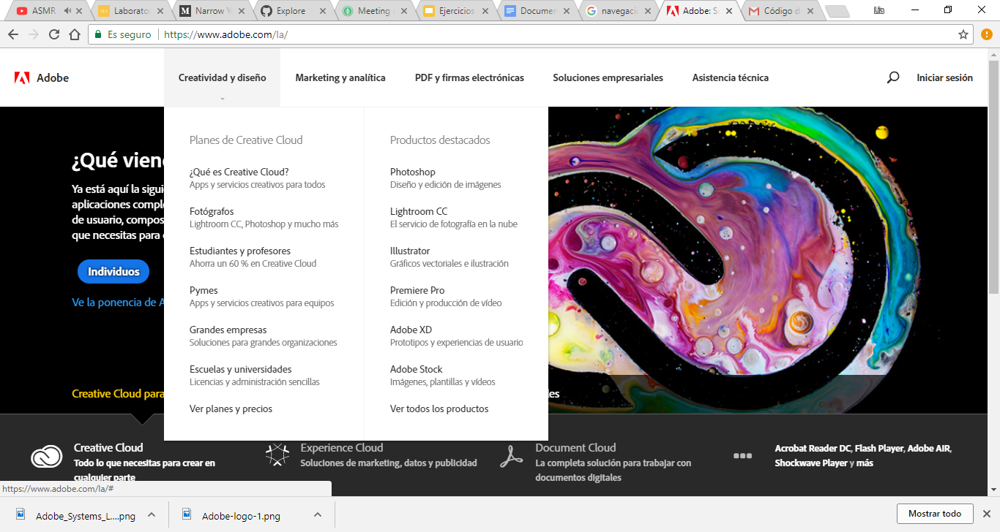 ASMR
Laborato
Narrow Y
Explore
Meeting
Ejercicios
Documen
navegaci
Adobe: S
Código d
Es seguro
https://www.adobe.com/la/
Adobe
Creatividad y diseño
Marketing y analítica
PDF y firmas electrónicas
Soluciones empresariales
Asistencia técnica
Iniciar sesión
¿Qué viene
Ya está aquí la sigui
aplicaciones comple
de usuario, compos
que necesitas para
Individuos
Ve la ponencia de A
Creative Cloud para
Planes de Creative Cloud
¿Qué es Creative Cloud?
Apps y servicios creativos para todos
Fotógrafos
Lightroom CC, Photoshop y mucho más
Estudiantes y profesores
Ahorra un 60 % en Creative Cloud
Pymes
Apps y servicios creativos para equipos
Grandes empresas
Soluciones para grandes organizaciones
Escuelas y universidades
Licencias y administración sencillas
Ver planes y precios
Productos destacados
Photoshop
Diseño y edición de imágenes
Lightroom CC
El servicio de fotografía en la nube
Illustrator
Gráficos vectoriales e ilustración
Premiere Pro
Edición y producción de vídeo
Adobe XD
Prototipos y experiencias de usuario
Adobe Stock
Imágenes, plantillas y vídeos
Ver todos los productos
es
Creative Cloud
Todo lo que necesitas para crear en
cualquier parte
Experience Cloud
Soluciones de marketing, datos y publicidad
Document Cloud
La completa solución para trabajar con
documentos digitales
Acrobat Reader DC, Flash Player, Adobe AIR,
Shockwave Player y más
https://www.adobe.com/la/#
Adobe_Systems_L....png
Adobe-logo-1.png
Mostrar todo